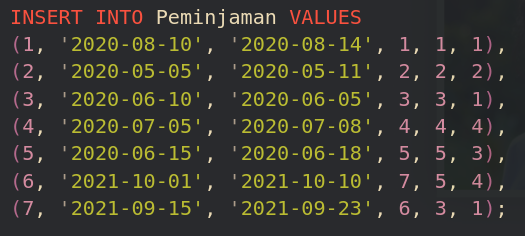 INSERT INTO Peminjaman VALUES
(1, '2020-08-10', '2020-08-14', 1, 1, 1),
(2, '2020-05-05', '2020-05-11', 2, 2, 2),
(3, '2020-06-10', '2020-06-05', 3, 3, 1),
(4, '2020-07-05', '2020-07-08', 4, 4, 4),
(5, '2020-06-15', '2020-06-18', 5, 5, 3),
(6, '2021-10-01', '2021-10-10', 7, 5, 4),
(7, '2021-09-15', '2021-09-23', 6, 3, 1);